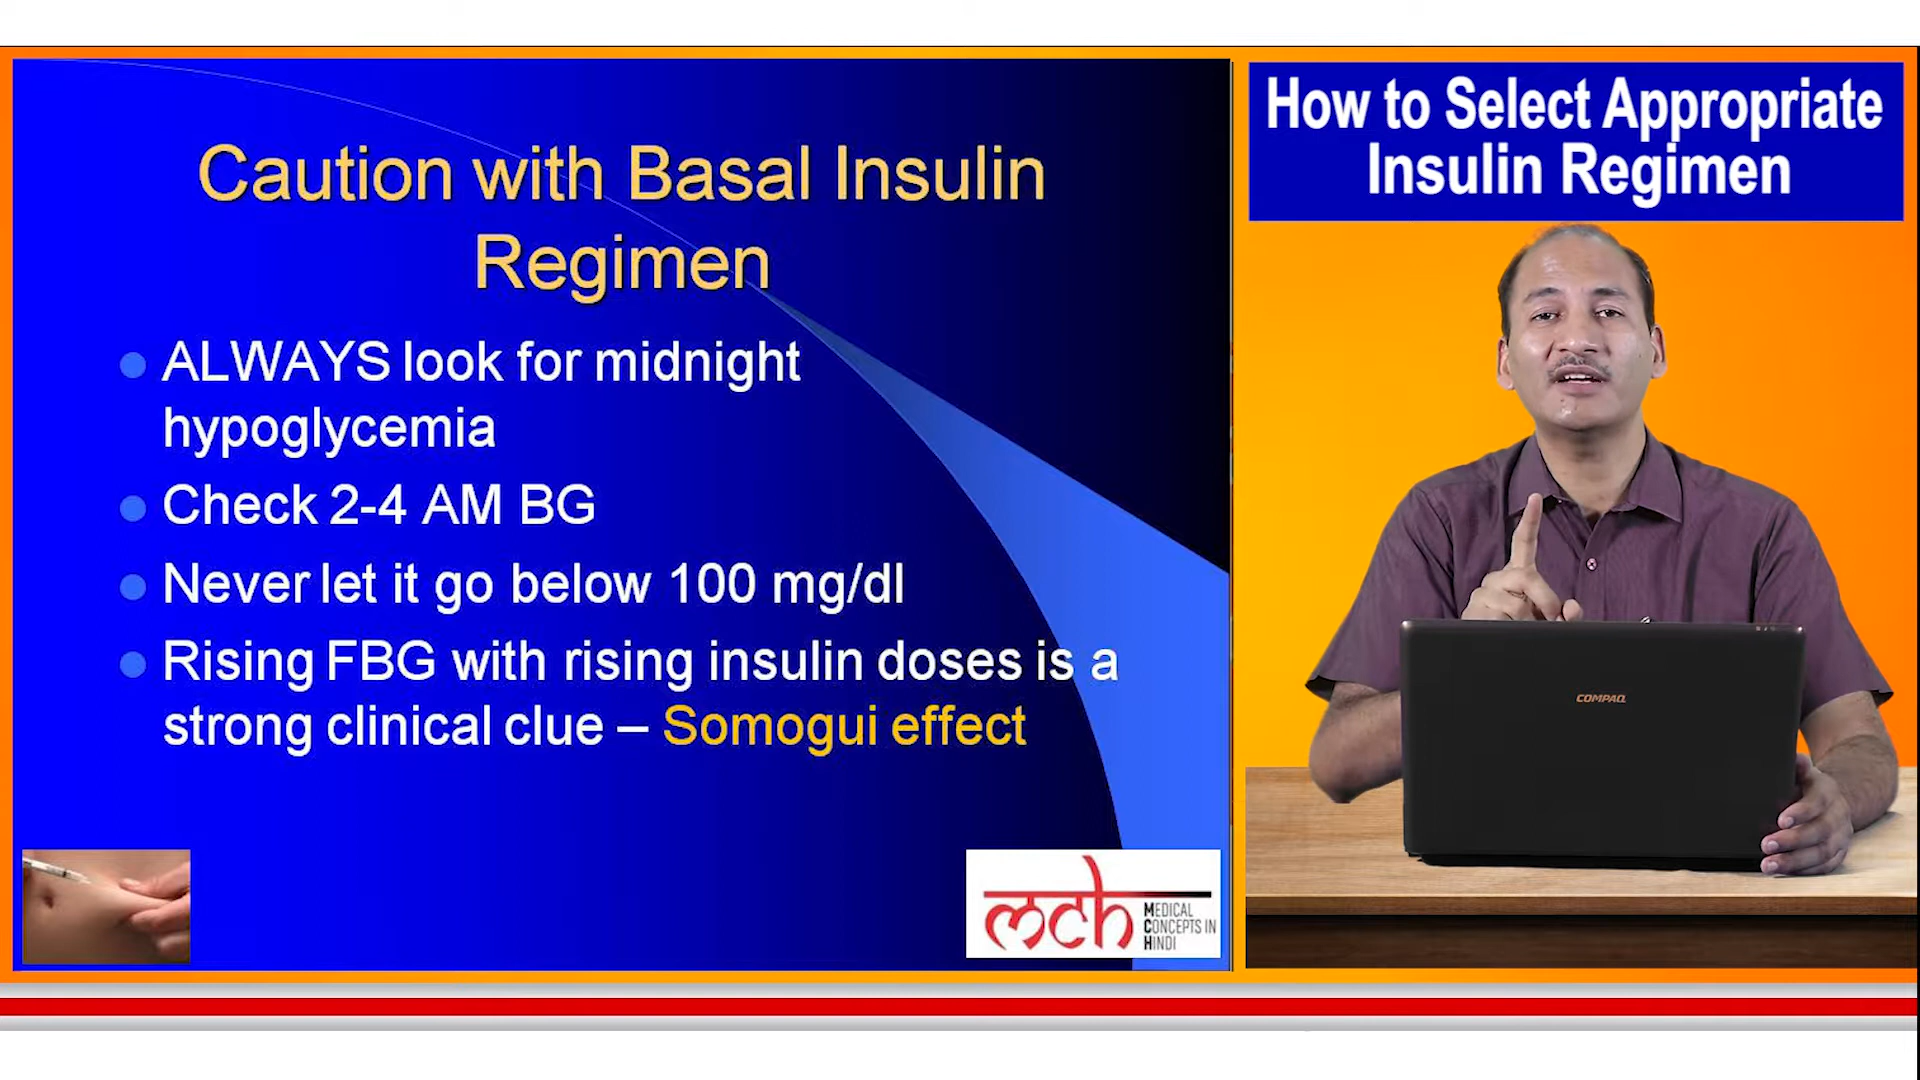 Caution with Basal Insulin
Regimen
ALWAYS look for midnight
hypoglycemia
Check 2-4 AM BG
Never let it go below 100 mg/dl
Rising FBG with rising insulin doses is a
strong clinical clue – Somogui effect
mch
MEDICAL
CONCEPTS IN
HINDI
How to Select Appropriate
Insulin Regimen
COMPAQ